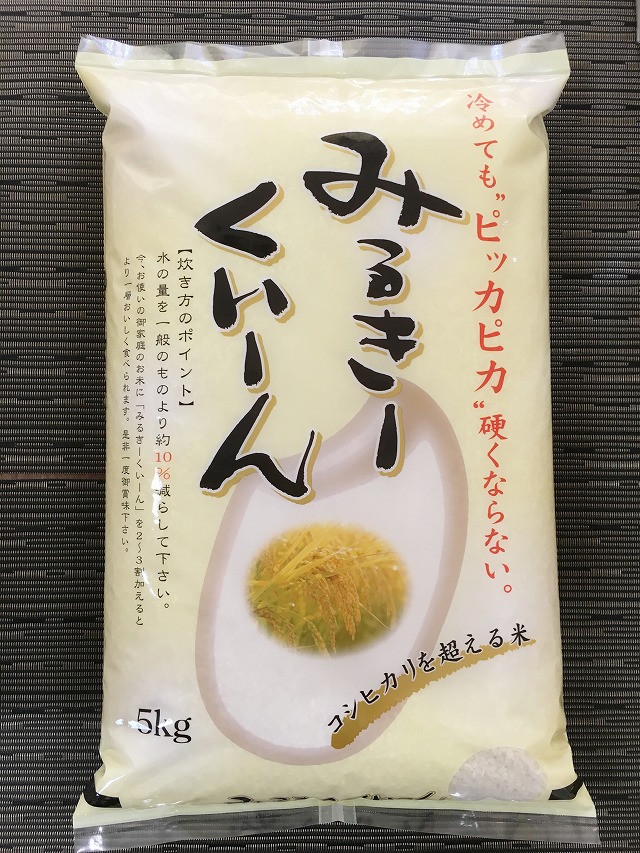 冷めても"ピッカピカ"硬くならない。
みるきー
くいーん
【炊き方のポイント】
水の量を一般のものより約10%減らして下さい。
今、お使いの御家庭のお米に「みるきーくいーん」を2〜3割加えると
より一層おいしく食べられます。是非一度御賞味下さい。
コシヒカリを超える米
5kg